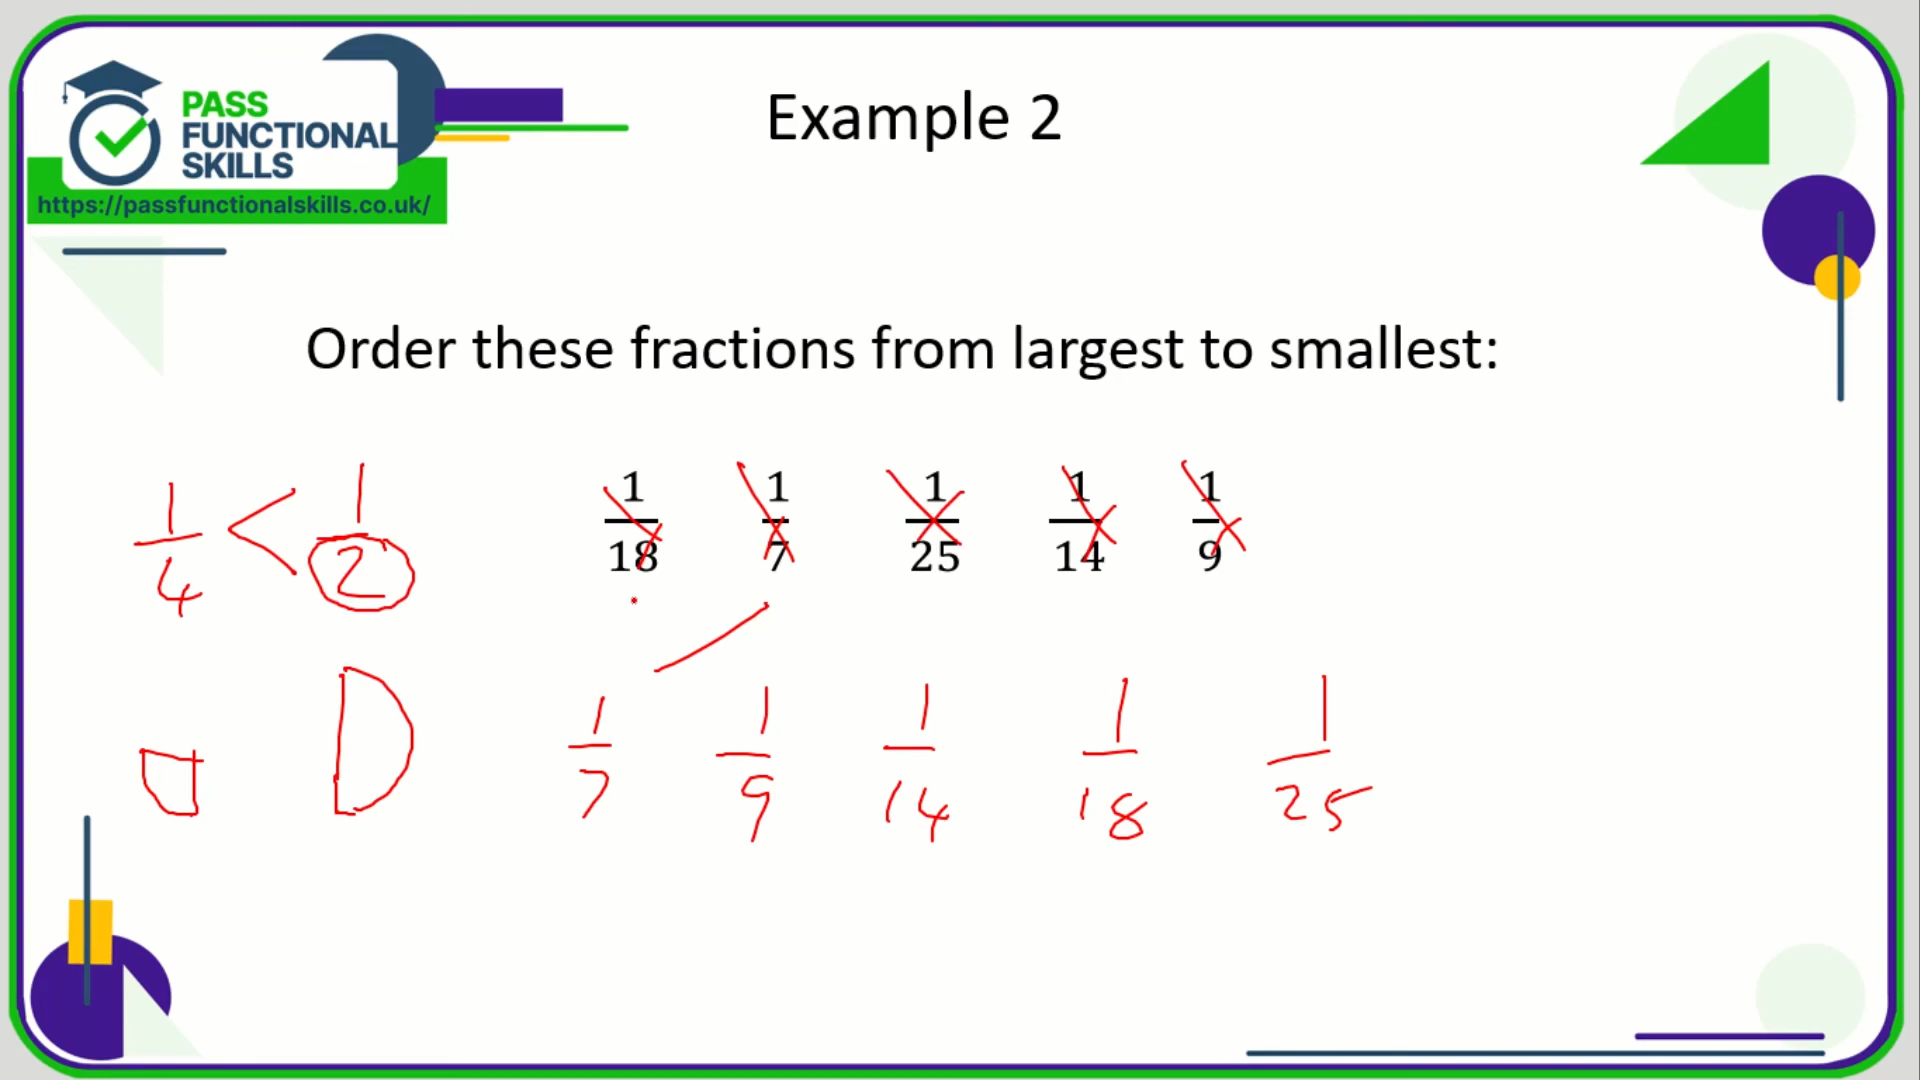 PASS
FUNCTIONAL
SKILLS
https://passfunctionalskills.co.uk/
Example 2
Order these fractions from largest to smallest:
1/4 < 1/2
1/18 1/7 1/25 1/14 1/9
1/7 1/9 1/14 1/18 1/25